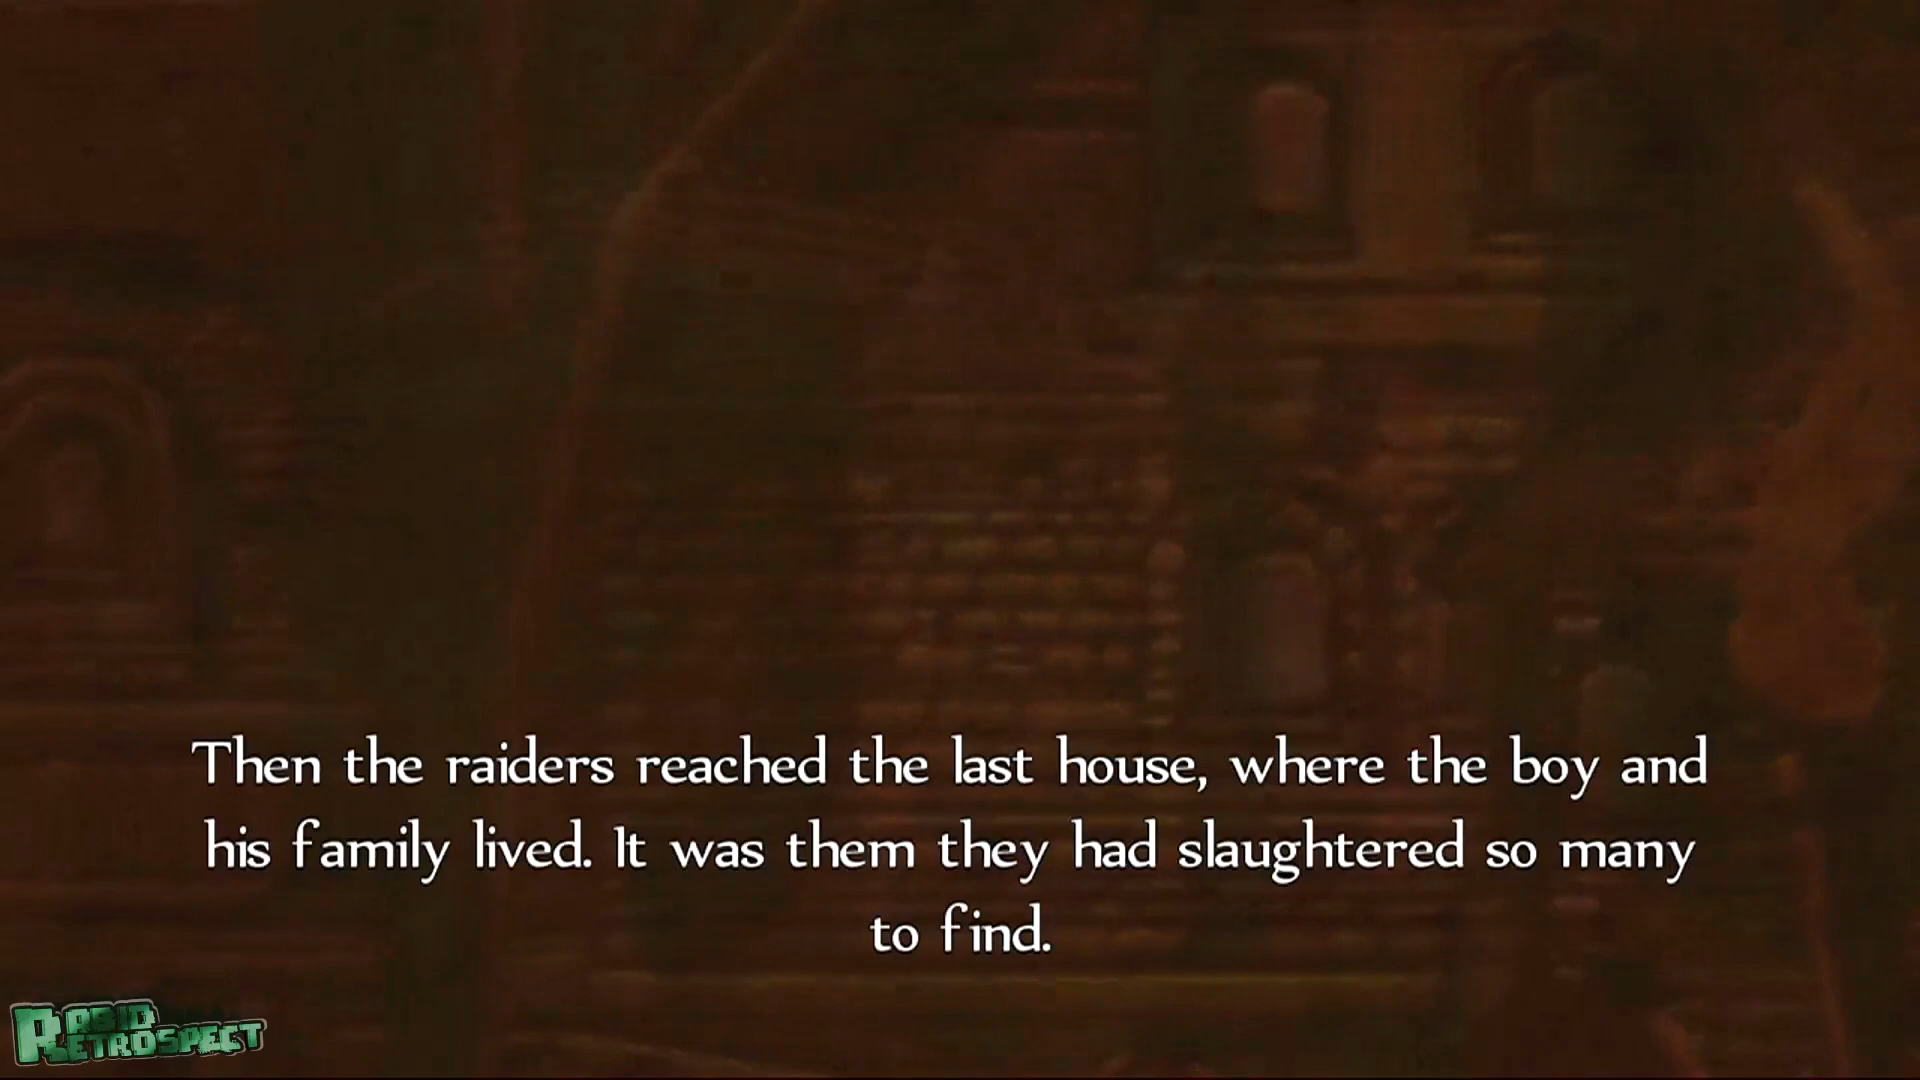 Then the raiders reached the last house, where the boy and
his family lived. It was them they had slaughtered so many
to find.
RABID
RETROSPECT